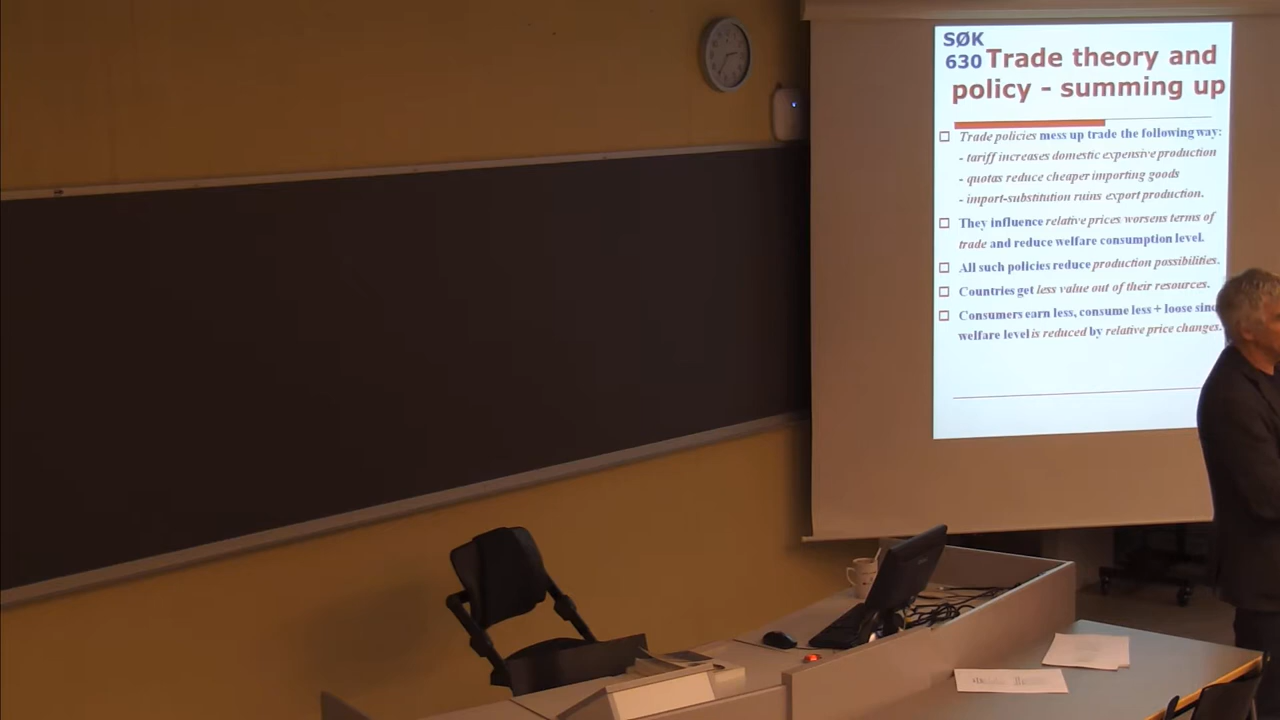 SØK
630 Trade theory and
policy - summing up
Trade policies mess up trade the following way:
- tariff increases domestic expensive production
- quotas reduce cheaper importing goods
- import-substitution ruins export production.
They influence relative prices worsens terms of
trade and reduce welfare consumption level.
All such policies reduce production possibilities.
Countries get less value out of their resources.
Consumers earn less, consume less + loose
welfare level is reduced by relative price changes.